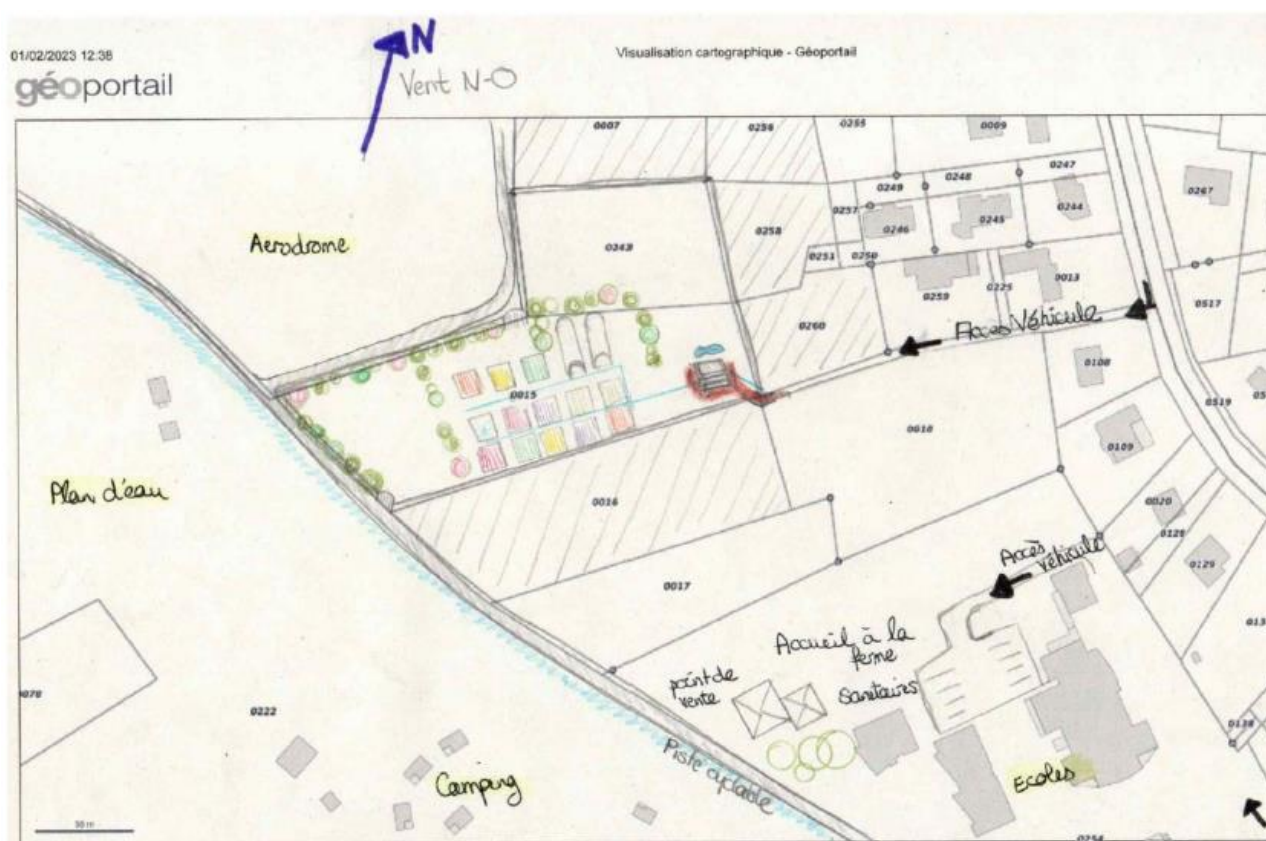 01/02/2023 12:38
Visualisation cartographique - Géoportail
géoportail
N
Vent N-O
0007
0256
0255
0009
0247
0248
0249
0267
0257
0244
0245
0246
0258
0243
0251
0250
0013
0259
0225
0517
Aerodrome
0260
Accès Véhicule
0108
0015
0519
0010
0109
Plan d'eau
0016
0020
0128
0129
Accès
véhicule
0017
Accueil à la
ferme
point de
vente
Sanitaires
0078
0222
0138
Piste cyclable
Camping
Ecoles
0254